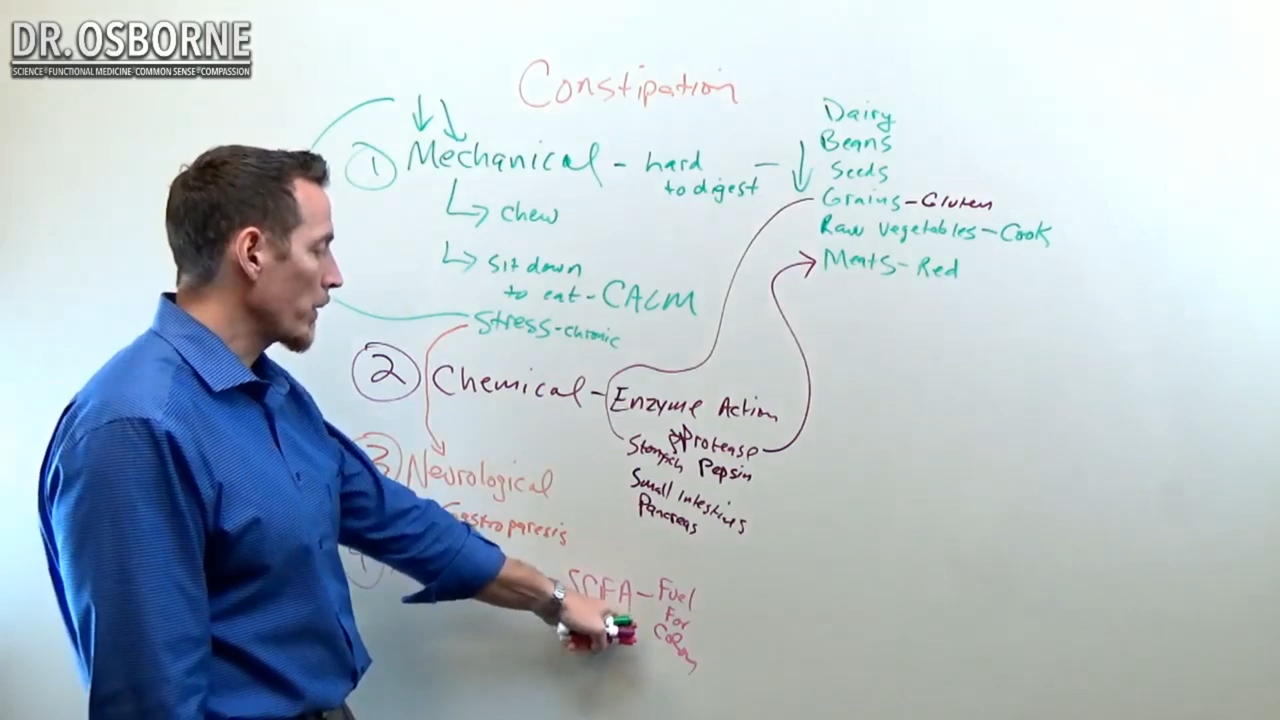 DR. OSBORNE
SCIENCE - FUNCTIONAL MEDICINE - COMMON SENSE - COMPASSION
Constipation
1 Mechanical - hard to digest -
chew
sit down
to eat - CALM
stress - chronic
Dairy
Beans
Seeds
Grains - Gluten
Raw vegetables - Cook
Meats - Red
2 Chemical - Enzyme Action
Protease
Stomach Pepsin
Small Intestines
Pancreas
3 Neurological
Gastroparesis
SCFA - Fuel
For
Colon